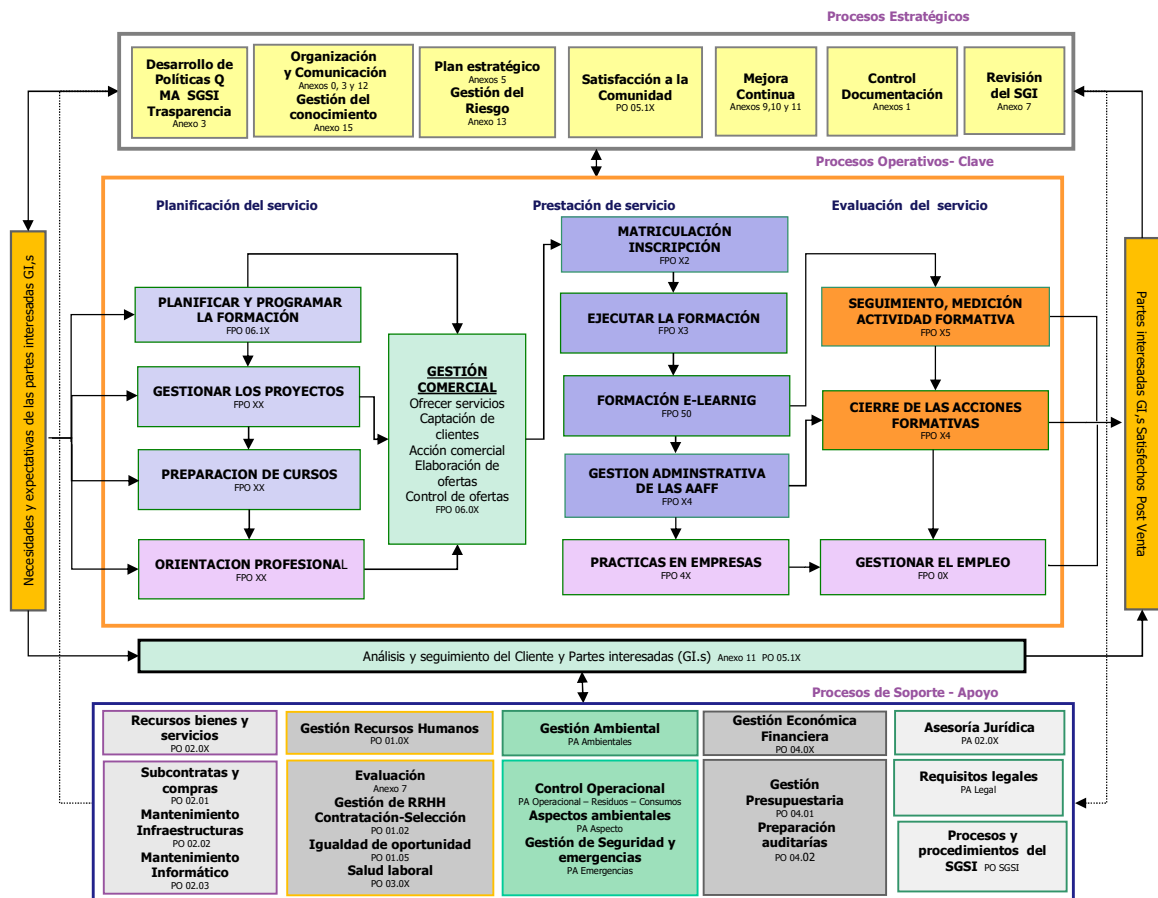 Procesos Estratégicos
Desarrollo de
Políticas Q
MA SGSI
Trasparencia
Anexo 3
Organización
y Comunicación
Anexos 0, 3 y 12
Gestión del
conocimiento
Anexo 15
Plan estratégico
Anexos 5
Gestión del
Riesgo
Anexo 13
Satisfacción a la
Comunidad
PO 05.1X
Mejora
Continua
Anexos 9,10 y 11
Control
Documentación
Anexos 1
Revisión
del SGI
Anexo 7
Procesos Operativos- Clave
Necesidades y expectativas de las partes interesadas GI,s
Planificación del servicio
PLANIFICAR Y PROGRAMAR
LA FORMACIÓN
FPO 06.1X
GESTIONAR LOS PROYECTOS
FPO XX
PREPARACION DE CURSOS
FPO XX
ORIENTACION PROFESIONAL
FPO XX
GESTIÓN
COMERCIAL
Ofrecer servicios
Captación de
clientes
Acción comercial
Elaboración de
ofertas
Control de ofertas
FPO 06.0X
Prestación de servicio
MATRICULACIÓN
INSCRIPCIÓN
FPO X2
EJECUTAR LA FORMACIÓN
FPO X3
FORMACIÓN E-LEARNIG
FPO 50
GESTION ADMINSTRATIVA
DE LAS AAFF
FPO X4
PRACTICAS EN EMPRESAS
FPO 4X
Evaluación del servicio
SEGUIMIENTO, MEDICIÓN
ACTIVIDAD FORMATIVA
FPO X5
CIERRE DE LAS ACCIONES
FORMATIVAS
FPO X4
GESTIONAR EL EMPLEO
FPO 0X
Partes interesadas GI,s Satisfechos Post Venta
Análisis y seguimiento del Cliente y Partes interesadas (GI.s) Anexo 11 PO 05.1X
Procesos de Soporte - Apoyo
Recursos bienes y
servicios
PO 02.0X
Subcontratas y
compras
PO 02.01
Mantenimiento
Infraestructuras
PO 02.02
Mantenimiento
Informático
PO 02.03
Gestión Recursos Humanos
PO 01.0X
Evaluación
Anexo 7
Gestión de RRHH
Contratación-Selección
PO 01.02
Igualdad de oportunidad
PO 01.05
Salud laboral
PO 03.0X
Gestión Ambiental
PA Ambientales
Control Operacional
PA Operacional – Residuos – Consumos
Aspectos ambientales
PA Aspecto
Gestión de Seguridad y
emergencias
PA Emergencias
Gestión Económica
Financiera
PO 04.0X
Gestión
Presupuestaria
PO 04.01
Preparación
auditarías
PO 04.02
Asesoría Jurídica
PA 02.0X
Requisitos legales
PA Legal
Procesos y
procedimientos del
SGSI PO SGSI